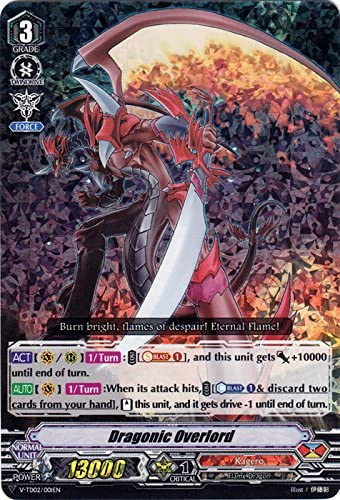 3
GRADE
TWINDRIVE
FORCE
Burn bright, flames of despair! Eternal Flame!
ACT[ / ] 1/Turn :[BLAST 1], and this unit gets +10000
until end of turn.
AUTO[ ] 1/Turn :When its attack hits,[BLAST 1 & discard two
cards from your hand], [ this unit, and it gets drive -1 until end of turn.
Dragonic Overlord
NORMAL
UNIT
POWER
13000
1
CRITICAL
Kagero
Flame Dragon
V-TD02/001EN
Illust / 伊藤彰